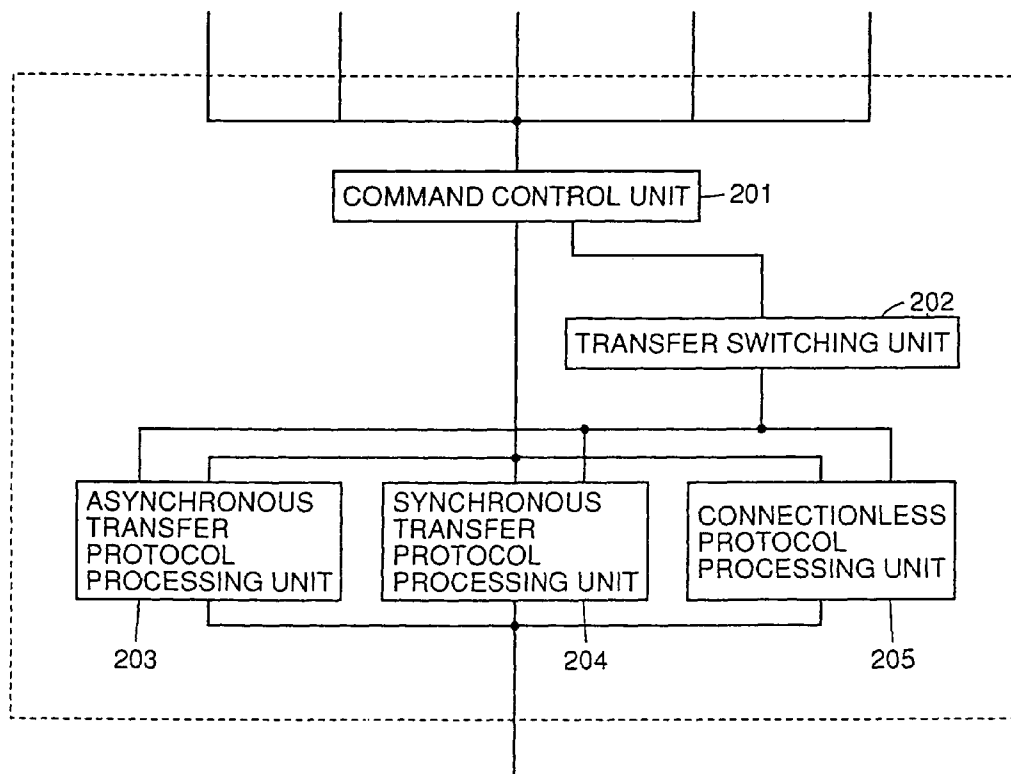 COMMAND CONTROL UNIT
201
202
TRANSFER SWITCHING UNIT
ASYNCHRONOUS
TRANSFER
PROTOCOL
PROCESSING UNIT
SYNCHRONOUS
TRANSFER
PROTOCOL
PROCESSING UNIT
CONNECTIONLESS
PROTOCOL
PROCESSING UNIT
203
204
205